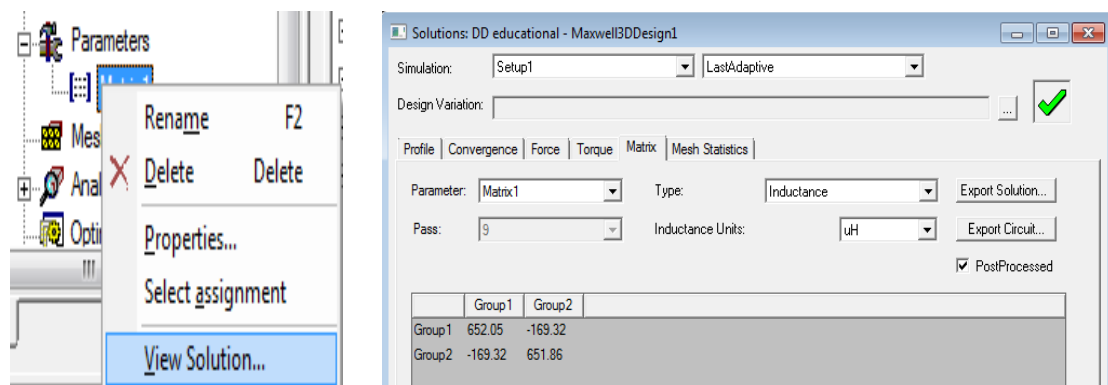 Parameters
Rename F2
Delete Delete
Properties...
Select assignment
View Solution...
Solutions: DD educational - Maxwell3DDesign1
Simulation: Setup1 LastAdaptive
Design Variation: ...
Profile Convergence Force Torque Matrix Mesh Statistics
Parameter: Matrix1 Type: Inductance Export Solution...
Pass: 9 Inductance Units: uH Export Circuit...
PostProcessed
Group1 Group2
Group1 652.05 -169.32
Group2 -169.32 651.86